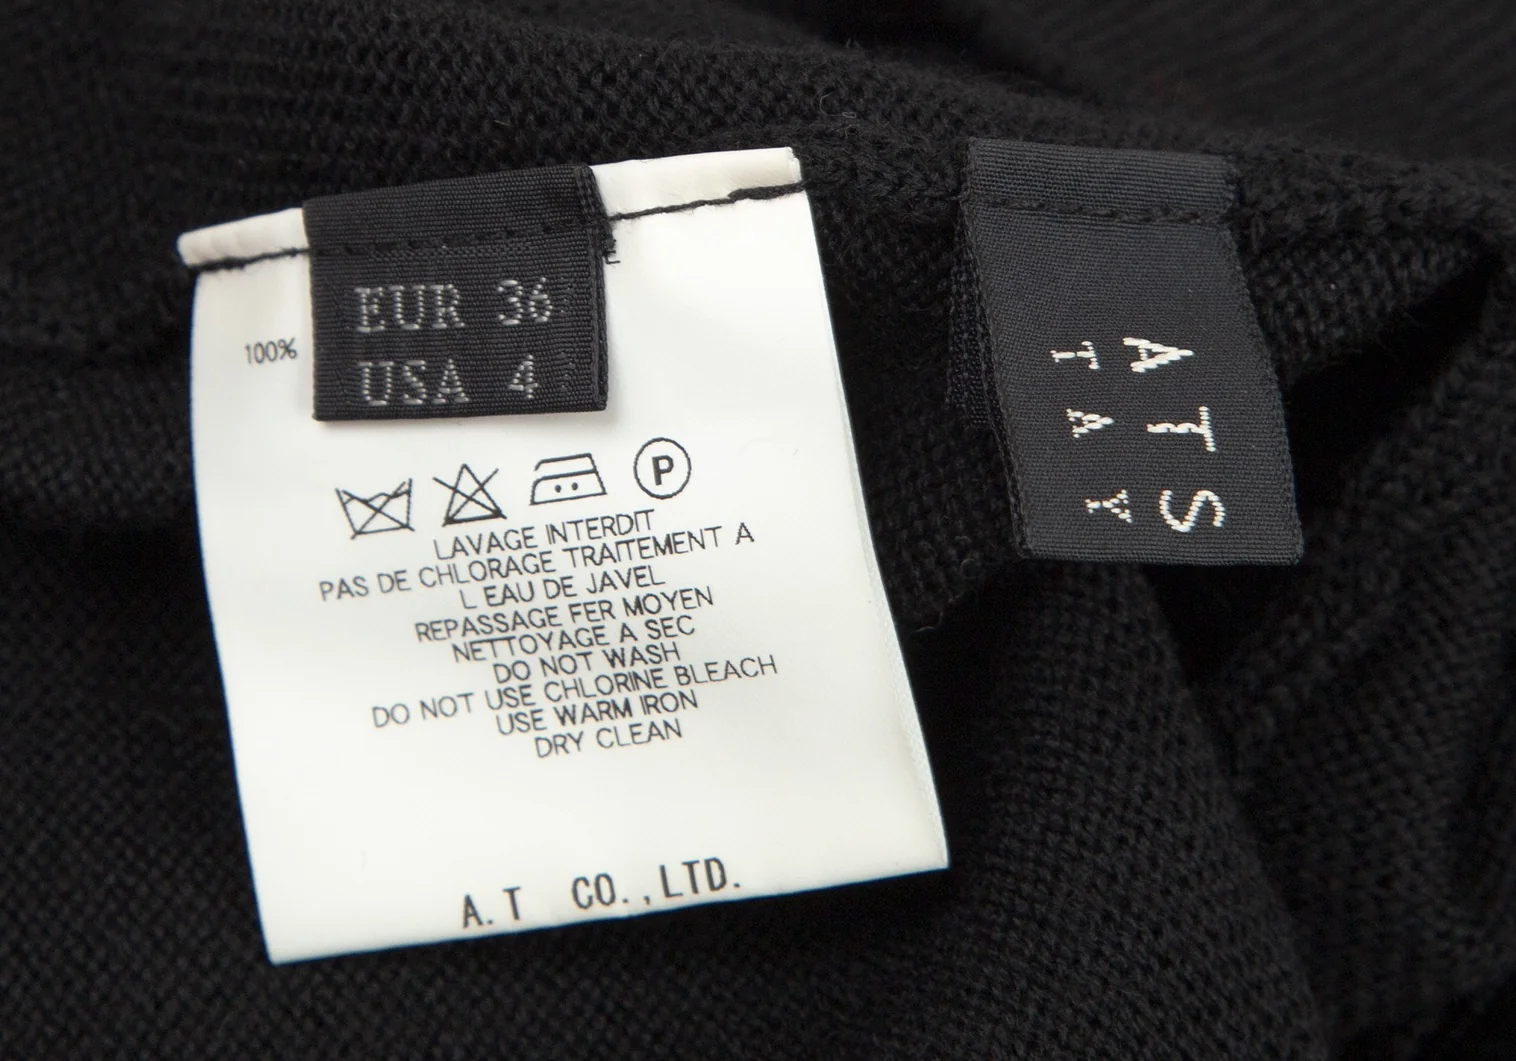 EUR 36
USA 4
100%
P
LAVAGE INTERDIT
PAS DE CHLORAGE TRAITEMENT A
L EAU DE JAVEL
REPASSAGE FER MOYEN
NETTOYAGE A SEC
DO NOT WASH
DO NOT USE CHLORINE BLEACH
USE WARM IRON
DRY CLEAN
A.T CO.,LTD.
ATS
TAY